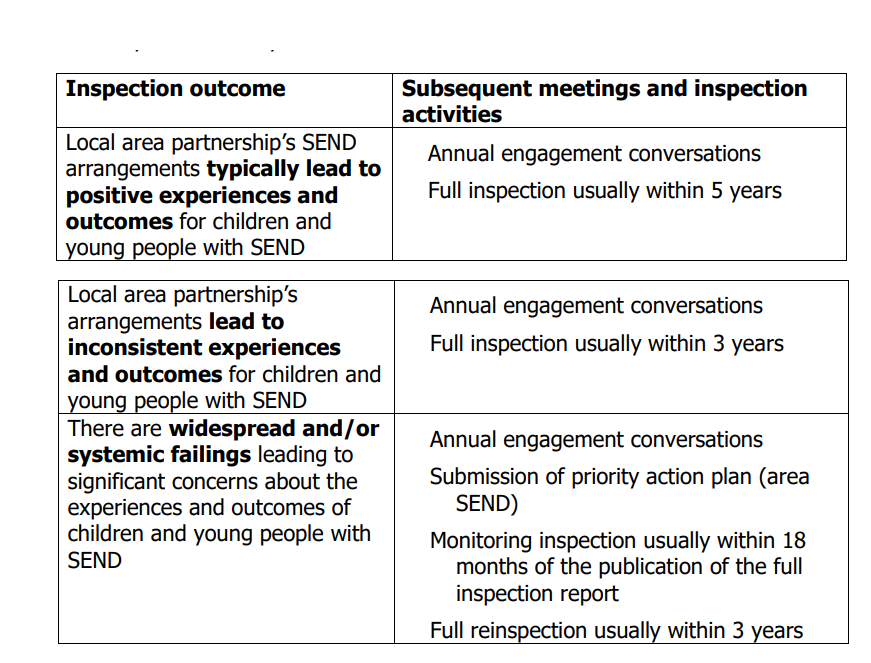 Inspection outcome
Subsequent meetings and inspection
activities
Local area partnership’s SEND
arrangements typically lead to
positive experiences and
outcomes for children and
young people with SEND
Annual engagement conversations
Full inspection usually within 5 years
Local area partnership’s
arrangements lead to
inconsistent experiences
and outcomes for children and
young people with SEND
Annual engagement conversations
Full inspection usually within 3 years
There are widespread and/or
systemic failings leading to
significant concerns about the
experiences and outcomes of
children and young people with
SEND
Annual engagement conversations
Submission of priority action plan (area
SEND)
Monitoring inspection usually within 18
months of the publication of the full
inspection report
Full reinspection usually within 3 years